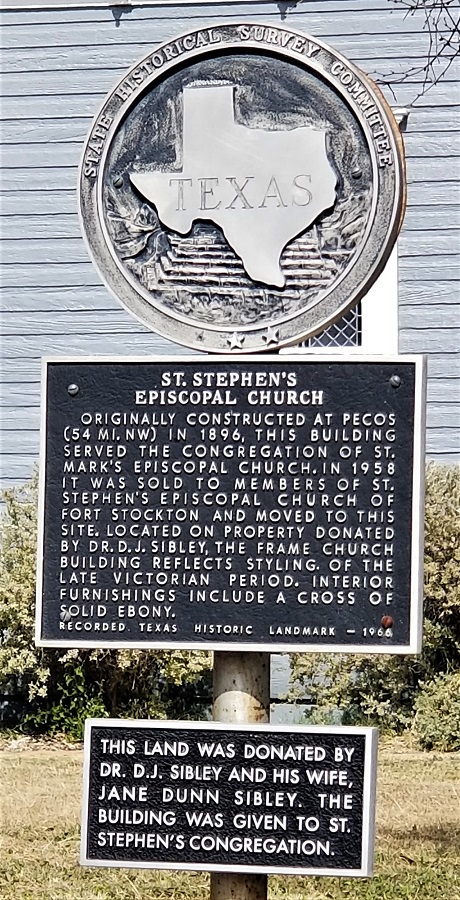 STATE HISTORICAL SURVEY COMMITTEE
TEXAS
ST. STEPHEN'S
EPISCOPAL CHURCH
ORIGINALLY CONSTRUCTED AT PECOS
(54 MI. NW) IN 1896, THIS BUILDING
SERVED THE CONGREGATION OF ST.
MARK'S EPISCOPAL CHURCH. IN 1958
IT WAS SOLD TO MEMBERS OF ST.
STEPHEN'S EPISCOPAL CHURCH OF
FORT STOCKTON AND MOVED TO THIS
SITE. LOCATED ON PROPERTY DONATED
BY DR. D. J. SIBLEY, THE FRAME CHURCH
BUILDING REFLECTS STYLING. OF THE
LATE VICTORIAN PERIOD. INTERIOR
FURNISHINGS INCLUDE A CROSS OF
SOLID EBONY.
RECORDED TEXAS HISTORIC LANDMARK – 1966
THIS LAND WAS DONATED BY
DR. D.J. SIBLEY AND HIS WIFE,
JANE DUNN SIBLEY. THE
BUILDING WAS GIVEN TO ST.
STEPHEN'S CONGREGATION.